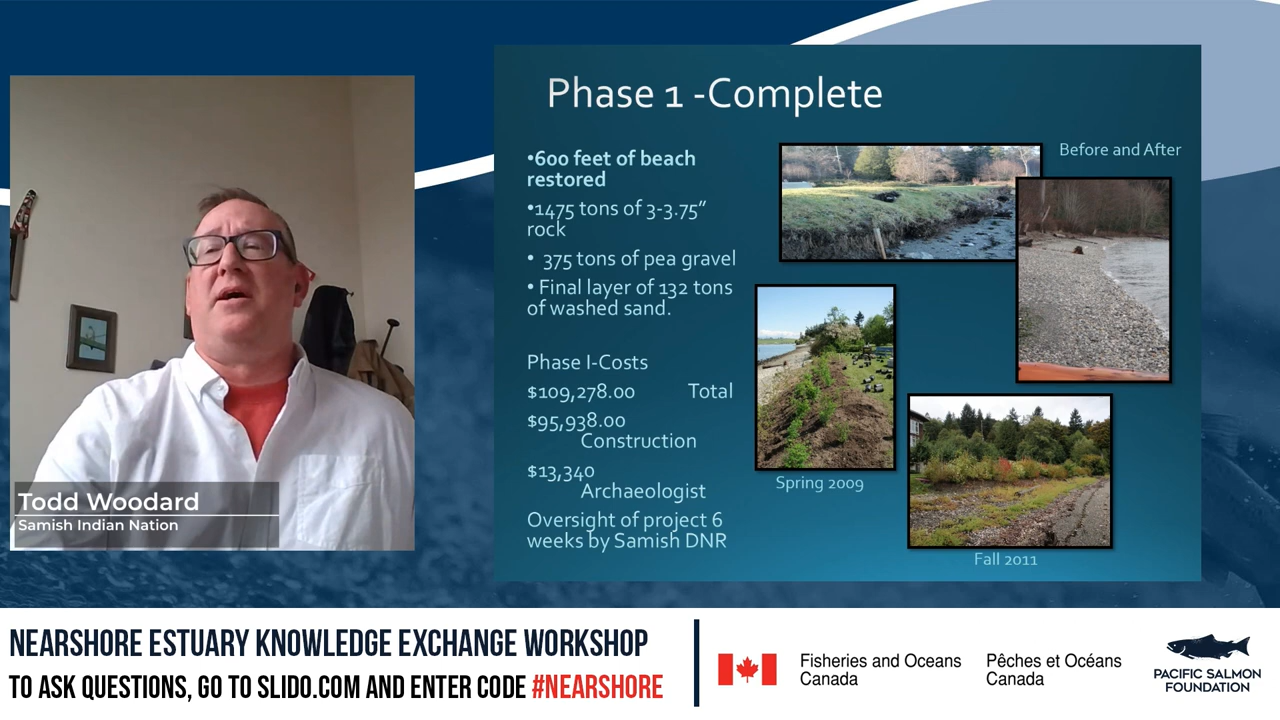 Phase 1 -Complete
•600 feet of beach
restored
•1475 tons of 3-3.75”
rock
• 375 tons of pea gravel
• Final layer of 132 tons
of washed sand.
Phase I-Costs
$109,278.00 Total
$95,938.00
Construction
$13,340
Archaeologist
Oversight of project 6
weeks by Samish DNR
Before and After
Spring 2009
Fall 2011
Todd Woodard
Samish Indian Nation
NEARSHORE ESTUARY KNOWLEDGE EXCHANGE WORKSHOP
TO ASK QUESTIONS, GO TO SLIDO.COM AND ENTER CODE #NEARSHORE
Fisheries and Oceans
Canada
Pêches et Océans
Canada
PACIFIC SALMON
FOUNDATION